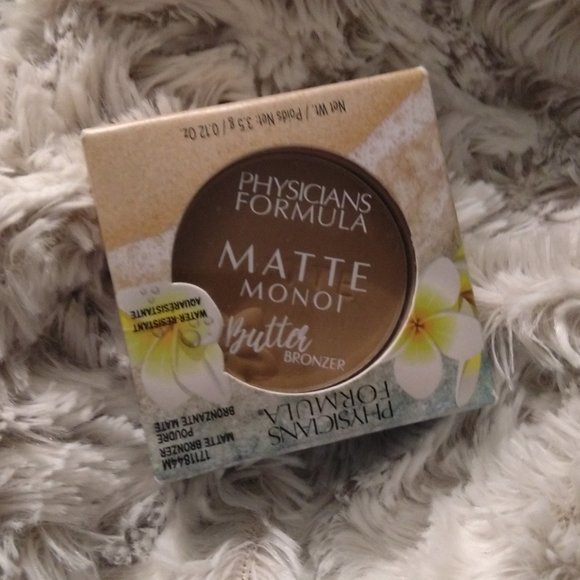 Net Wt. / Poids Net: 3.5 g / 0.12 Oz.
PHYSICIANS
FORMULA
MATTE
MONOI
Butter
BRONZER
WATER-RESISTANT
AQUARÉSISTANTE
PHYSICIANS
FORMULA®
1711844M
MATTE BRONZER
POUDRE
BRONZANTE MATE